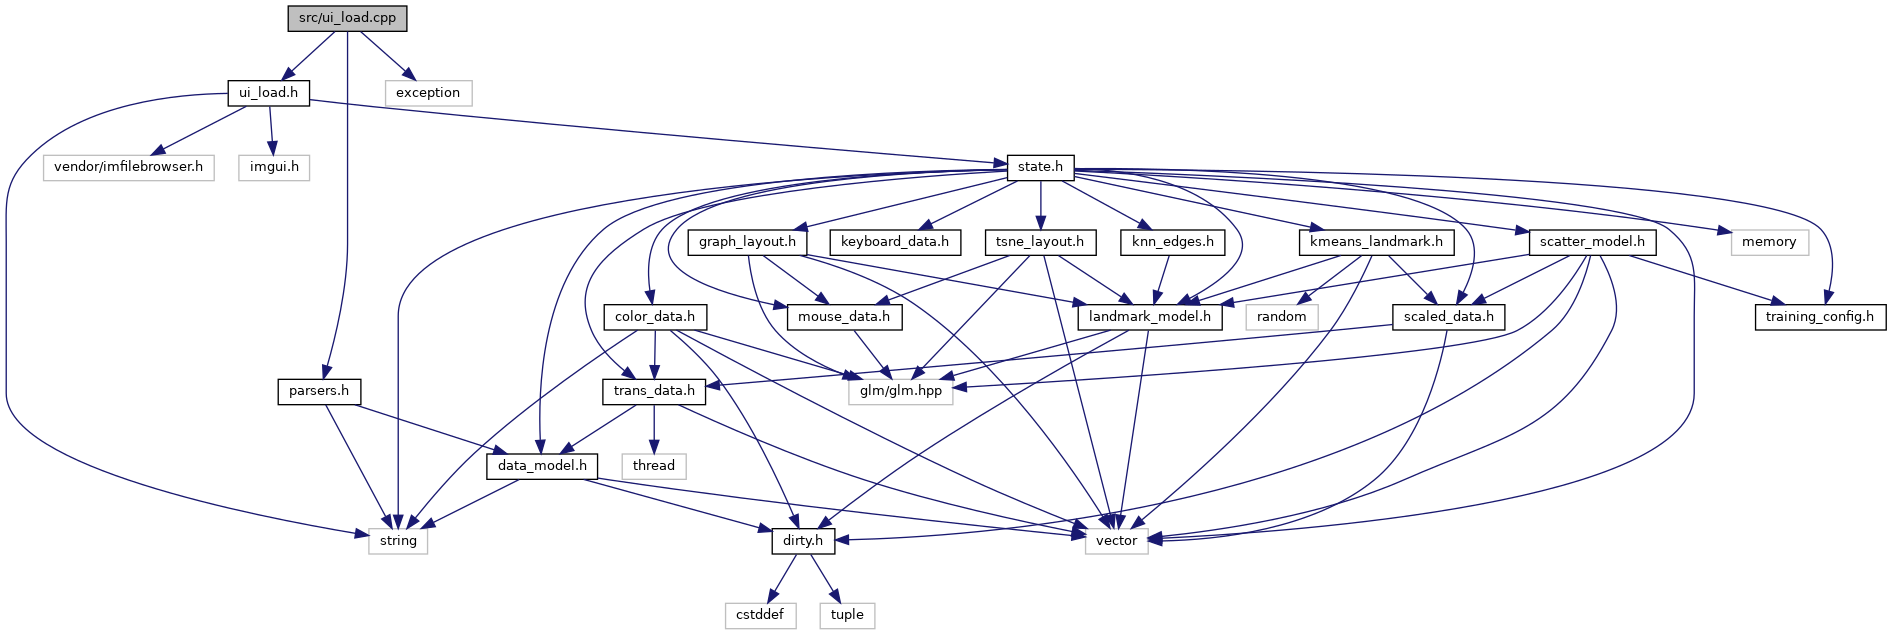 src/ui_load.cpp
ui_load.h
exception
vendor/imfilebrowser.h
imgui.h
state.h
graph_layout.h
keyboard_data.h
tsne_layout.h
knn_edges.h
kmeans_landmark.h
scatter_model.h
memory
color_data.h
mouse_data.h
landmark_model.h
random
scaled_data.h
training_config.h
parsers.h
trans_data.h
glm/glm.hpp
data_model.h
thread
string
dirty.h
vector
cstddef
tuple